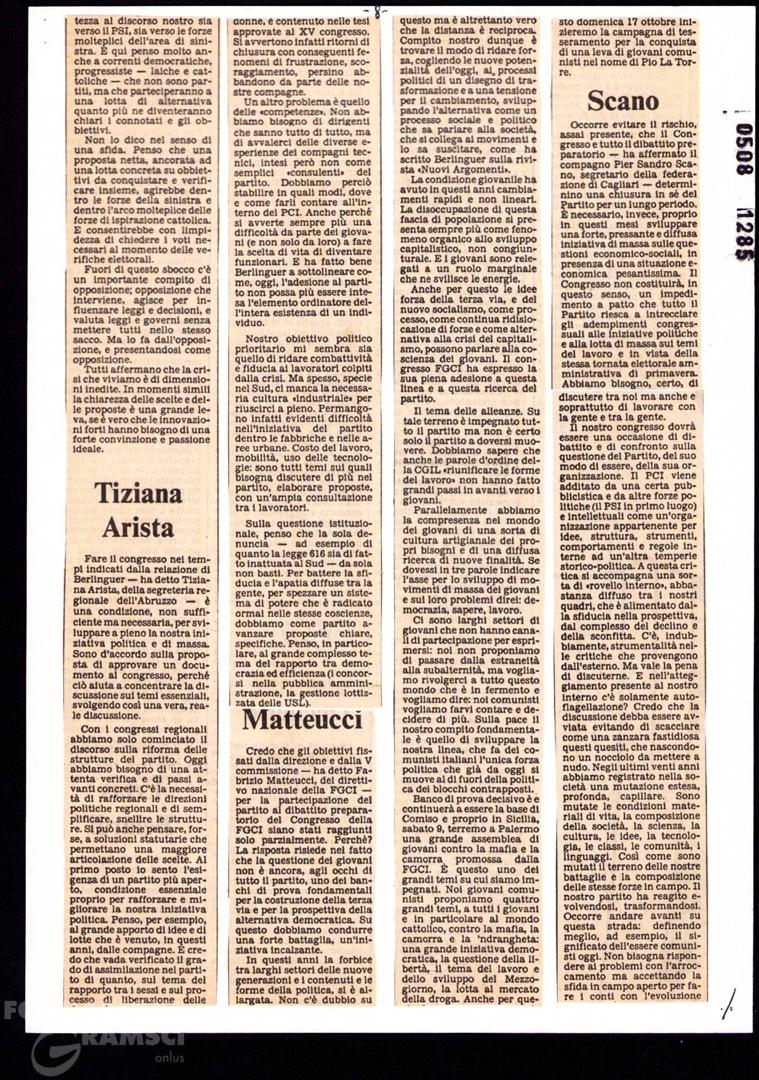 - 8 -
tezza al discorso nostro sia
verso il PSI, sia verso le forze
molteplici dell'area di sini-
stra. E qui penso molto an-
che a correnti democratiche,
progressiste — laiche e cat-
toliche — che non sono par-
titi, ma che parteciperanno a
una lotta di alternativa
quanto più ne diventeranno
chiari i connotati e gli ob-
biettivi.
Non lo dico nel senso di
una sfida. Penso che una
proposta netta, ancorata ad
una lotta concreta su obbiet-
tivi da conquistare e verifi-
care insieme, agirebbe den-
tro le forze della sinistra e
dentro l'arco molteplice delle
forze di ispirazione cattolica.
E consentirebbe con limpi-
dezza di chiedere i voti ne-
cessari al momento delle ve-
rifiche elettorali.
Fuori di questo sbocco c'è
un importante compito di
opposizione; opposizione che
interviene, agisce per in-
fluenzare leggi e decisioni, e
valuta leggi e governi senza
mettere tutti nello stesso
sacco. Ma lo fa dall'opposi-
zione, e presentandosi come
opposizione.
Tutti affermano che la cri-
si che viviamo è di dimensio-
ni inedite. In momenti simili
la chiarezza delle scelte e del-
le proposte è una grande le-
va, se è vero che le innovazio-
ni forti hanno bisogno di una
forte convinzione e passione
ideale.
Tiziana
Arista
Fare il congresso nei tem-
pi indicati dalla relazione di
Berlinguer — ha detto Tizia-
na Arista, della segreteria re-
gionale dell'Abruzzo — è
una condizione, non suffi-
ciente ma necessaria, per svi-
luppare a pieno la nostra ini-
ziativa politica e di massa.
Sono d'accordo sulla propo-
sta di approvare un docu-
mento al congresso, perché
ciò aiuta a concentrare la di-
scussione sui temi essenziali,
svolgendo così una vera, rea-
le discussione.
Con i congressi regionali
abbiamo solo cominciato il
discorso sulla riforma delle
strutture del partito. Oggi
abbiamo bisogno di una at-
tenta verifica e di passi a-
vanti concreti. C'è la necessi-
tà di rafforzare le direzioni
politiche regionali e di sem-
plificare, snellire le struttu-
re. Si può anche pensare, for-
se, a soluzioni statutarie che
permettano una maggiore
articolazione delle scelte. Al
primo posto io sento l'esi-
genza di un partito più aper-
to, condizione essenziale
proprio per rafforzare e mi-
gliorare la nostra iniziativa
politica. Penso, per esempio,
al grande apporto di idee e di
lotte che è venuto, in questi
anni, dalle compagne. E cre-
do che vada verificato il gra-
do di assimilazione nel parti-
to di quanto, sul tema del
rapporto tra i sessi e sul pro-
cesso di liberazione delle
donne, è contenuto nelle tesi
approvate al XV congresso.
Si avvertono infatti ritorni di
chiusura con conseguenti fe-
nomeni di frustrazione, sco-
raggiamento, persino ab-
bandono da parte delle no-
stre compagne.
Un altro problema è quello
delle «competenze». Non ab-
biamo bisogno di dirigenti
che sanno tutto di tutto, ma
di avvalerci delle diverse e-
sperienze dei compagni tec-
nici, intesi però non come
semplici «consulenti» del
partito. Dobbiamo perciò
stabilire in quali modi, dove
e come farli contare all'in-
terno del PCI. Anche perché
si avverte sempre più una
difficoltà da parte dei giova-
ni (e non solo da loro) a fare
la scelta di vita di diventare
funzionari. E ha fatto bene
Berlinguer a sottolineare co-
me, oggi, l'adesione al parti-
to non possa più essere inte-
sa l'elemento ordinatore del-
l'intera esistenza di un indi-
viduo.
Nostro obiettivo politico
prioritario mi sembra sia
quello di ridare combattività
e fiducia ai lavoratori colpiti
dalla crisi. Ma spesso, specie
nel Sud, ci manca la necessa-
ria cultura «industriale» per
riuscirci a pieno. Permango-
no infatti evidenti difficoltà
nell'iniziativa del partito
dentro le fabbriche e nelle a-
ree urbane. Costo del lavoro,
mobilità, uso delle tecnolo-
gie: sono tutti temi sui quali
bisogna discutere di più nel
partito, elaborare proposte,
con un'ampia consultazione
tra i lavoratori.
Sulla questione istituzio-
nale, penso che la sola de-
nuncia — ad esempio di
quanto la legge 616 sia di fat-
to inattuata al Sud — da sola
non basti. Per battere la sfi-
ducia e l'apatia diffuse tra la
gente, per spezzare un siste-
ma di potere che è radicato
ormai nelle stesse coscienze,
dobbiamo come partito a-
vanzare proposte chiare,
specifiche. Penso, in partico-
lare, al grande complesso te-
ma del rapporto tra demo-
crazia ed efficienza (i concor-
si nella pubblica ammini-
strazione, la gestione lottiz-
zata delle USL).
Matteucci
Credo che gli obiettivi fis-
sati dalla direzione e dalla V
commissione — ha detto Fa-
brizio Matteucci, del diretti-
vo nazionale della FGCI —
per la partecipazione del
partito al dibattito prepara-
torio del Congresso della
FGCI siano stati raggiunti
solo parzialmente. Perchè?
La risposta risiede nel fatto
che la questione dei giovani
non è ancora, agli occhi di
tutto il partito, uno dei ban-
chi di prova fondamentali
per la costruzione della terza
via e per la prospettiva della
alternativa democratica. Su
questo dobbiamo condurre
una forte battaglia, un'ini-
ziativa incalzante.
In questi anni la forbice
tra larghi settori delle nuove
generazioni e i contenuti e le
forme della politica, si è al-
largata. Non c'è dubbio su
questo ma è altrettanto vero
che la distanza è reciproca.
Compito nostro dunque è
trovare il modo di ridare for-
za, cogliendo le nuove poten-
zialità dell'oggi, ai processi
politici di un disegno di tra-
sformazione e a una tensione
per il cambiamento, svilup-
pando l'alternativa come un
processo sociale e politico
che sa parlare alla società,
che si collega ai movimenti e
lo sa suscitare, come ha
scritto Berlinguer sulla rivi-
sta «Nuovi Argomenti».
La condizione giovanile ha
avuto in questi anni cambia-
menti rapidi e non lineari.
La disoccupazione di questa
fascia di popolazione si pre-
senta sempre più come feno-
meno organico allo sviluppo
capitalistico, non congiun-
turale. E i giovani sono rele-
gati a un ruolo marginale
che ne svilisce le energie.
Anche per questo le idee
forza della terza via, e del
nuovo socialismo, come pro-
cesso, come continua ridislo-
cazione di forze e come alter-
nativa alla crisi del capitali-
smo, possono parlare alla co-
scienza dei giovani. Il con-
gresso FGCI ha espresso la
sua piena adesione a questa
linea e a questa ricerca del
partito.
Il tema delle alleanze. Su
tale terreno è impegnato tut-
to il partito ma non è certo
solo il partito a doversi muo-
vere. Dobbiamo sapere che
anche le parole d'ordine del-
la CGIL «riunificare le forme
del lavoro» non hanno fatto
grandi passi in avanti verso i
giovani.
Parallelamente abbiamo
la compresenza nel mondo
dei giovani di una sorta di
cultura artigianale dei pro-
pri bisogni e di una diffusa
ricerca di nuove finalità. Se
dovessi in tre parole indicare
l'asse per lo sviluppo di mo-
vimenti di massa dei giovani
e sui loro problemi direi: de-
mocrazia, sapere, lavoro.
Ci sono larghi settori di
giovani che non hanno cana-
li di partecipazione per espri-
mersi: noi non proponiamo
di passare dalla estraneità
alla subalternità, ma voglia-
mo rivolgerci a tutto questo
mondo che è in fermento e
vogliamo dire: noi comunisti
vogliamo farvi contare e de-
cidere di più. Sulla pace il
nostro compito fondamenta-
le è quello di sviluppare la
nostra linea, che fa dei co-
munisti italiani l'unica forza
politica che già da oggi si
muove al di fuori della politi-
ca dei blocchi contrapposti.
Banco di prova decisivo è e
continuerà a essere la base di
Comiso e proprio in Sicilia,
sabato 9, terremo a Palermo
una grande assemblea di
giovani contro la mafia e la
camorra promossa dalla
FGCI. È questo uno dei
grandi temi su cui siamo im-
pegnati. Noi giovani comu-
nisti proponiamo quattro
grandi temi, a tutti i giovani
e in particolare al mondo
cattolico, contro la mafia, la
camorra e la 'ndrangheta:
una grande iniziativa demo-
cratica, la questione della li-
bertà, il tema del lavoro e
dello sviluppo del Mezzo-
giorno, la lotta al mercato
della droga. Anche per que-
sto domenica 17 ottobre ini-
zieremo la campagna di tes-
seramento per la conquista
di una leva di giovani comu-
nisti nel nome di Pio La Tor-
re.
Scano
Occorre evitare il rischio,
assai presente, che il Con-
gresso e tutto il dibattito pre-
paratorio — ha affermato il
compagno Pier Sandro Sca-
no, segretario della federa-
zione di Cagliari — determi-
nino una chiusura in sè del
Partito per un lungo periodo.
È necessario, invece, proprio
in questi mesi sviluppare
una forte, pressante e diffusa
iniziativa di massa sulle que-
stioni economico-sociali, in
presenza di una situazione e-
conomica pesantissima. Il
Congresso non costituirà, in
questo senso, un impedi-
mento a patto che tutto il
Partito riesca a intrecciare
gli adempimenti congres-
suali alle iniziative politiche
e alla lotta di massa sui temi
del lavoro e in vista della
stessa tornata elettorale am-
ministrativa di primavera.
Abbiamo bisogno, certo, di
discutere tra noi ma anche e
soprattutto di lavorare con
la gente e tra la gente.
Il nostro congresso dovrà
essere una occasione di di-
battito e di confronto sulla
questione del Partito, del suo
modo di essere, della sua or-
ganizzazione. Il PCI viene
additato da una certa pub-
blicistica e da altre forze po-
litiche (il PSI in primo luogo)
e intellettuali come un'orga-
nizzazione appartenente per
idee, struttura, strumenti,
comportamenti e regole in-
terne ad un'altra temperie
storico-politica. A questa cri-
tica si accompagna una sor-
ta di «rovello interno», abba-
stanza diffuso tra i nostri
quadri, che è alimentato dal-
la sfiducia nella prospettiva,
dal complesso del declino e
della sconfitta. C'è, indub-
biamente, strumentalità nel-
le critiche che provengono
dall'esterno. Ma vale la pena
di discuterne. E nell'atteg-
giamento presente al nostro
interno c'è solamente auto-
flagellazione? Credo che la
discussione debba essere av-
viata evitando di scacciare
come una zanzara fastidiosa
questi quesiti, che nascondo-
no un nocciolo da mettere a
nudo. Negli ultimi venti anni
abbiamo registrato nella so-
cietà una mutazione estesa,
profonda, capillare. Sono
mutate le condizioni mate-
riali di vita, la composizione
della società, la scienza, la
cultura, le idee, la tecnolo-
gia, le classi, le comunità, i
linguaggi. Così come sono
mutati il terreno delle nostre
battaglie e la composizione
delle stesse forze in campo. Il
nostro partito ha reagito e-
volvendosi, trasformandosi.
Occorre andare avanti su
questa strada: definendo
meglio, ad esempio, il si-
gnificato dell'essere comuni-
sti oggi. Non bisogna rispon-
dere ai problemi con l'arroc-
camento ma accettando la
sfida in campo aperto per fa-
re i conti con l'evoluzione
0508 1285
./.
GRAMSCI
onlus